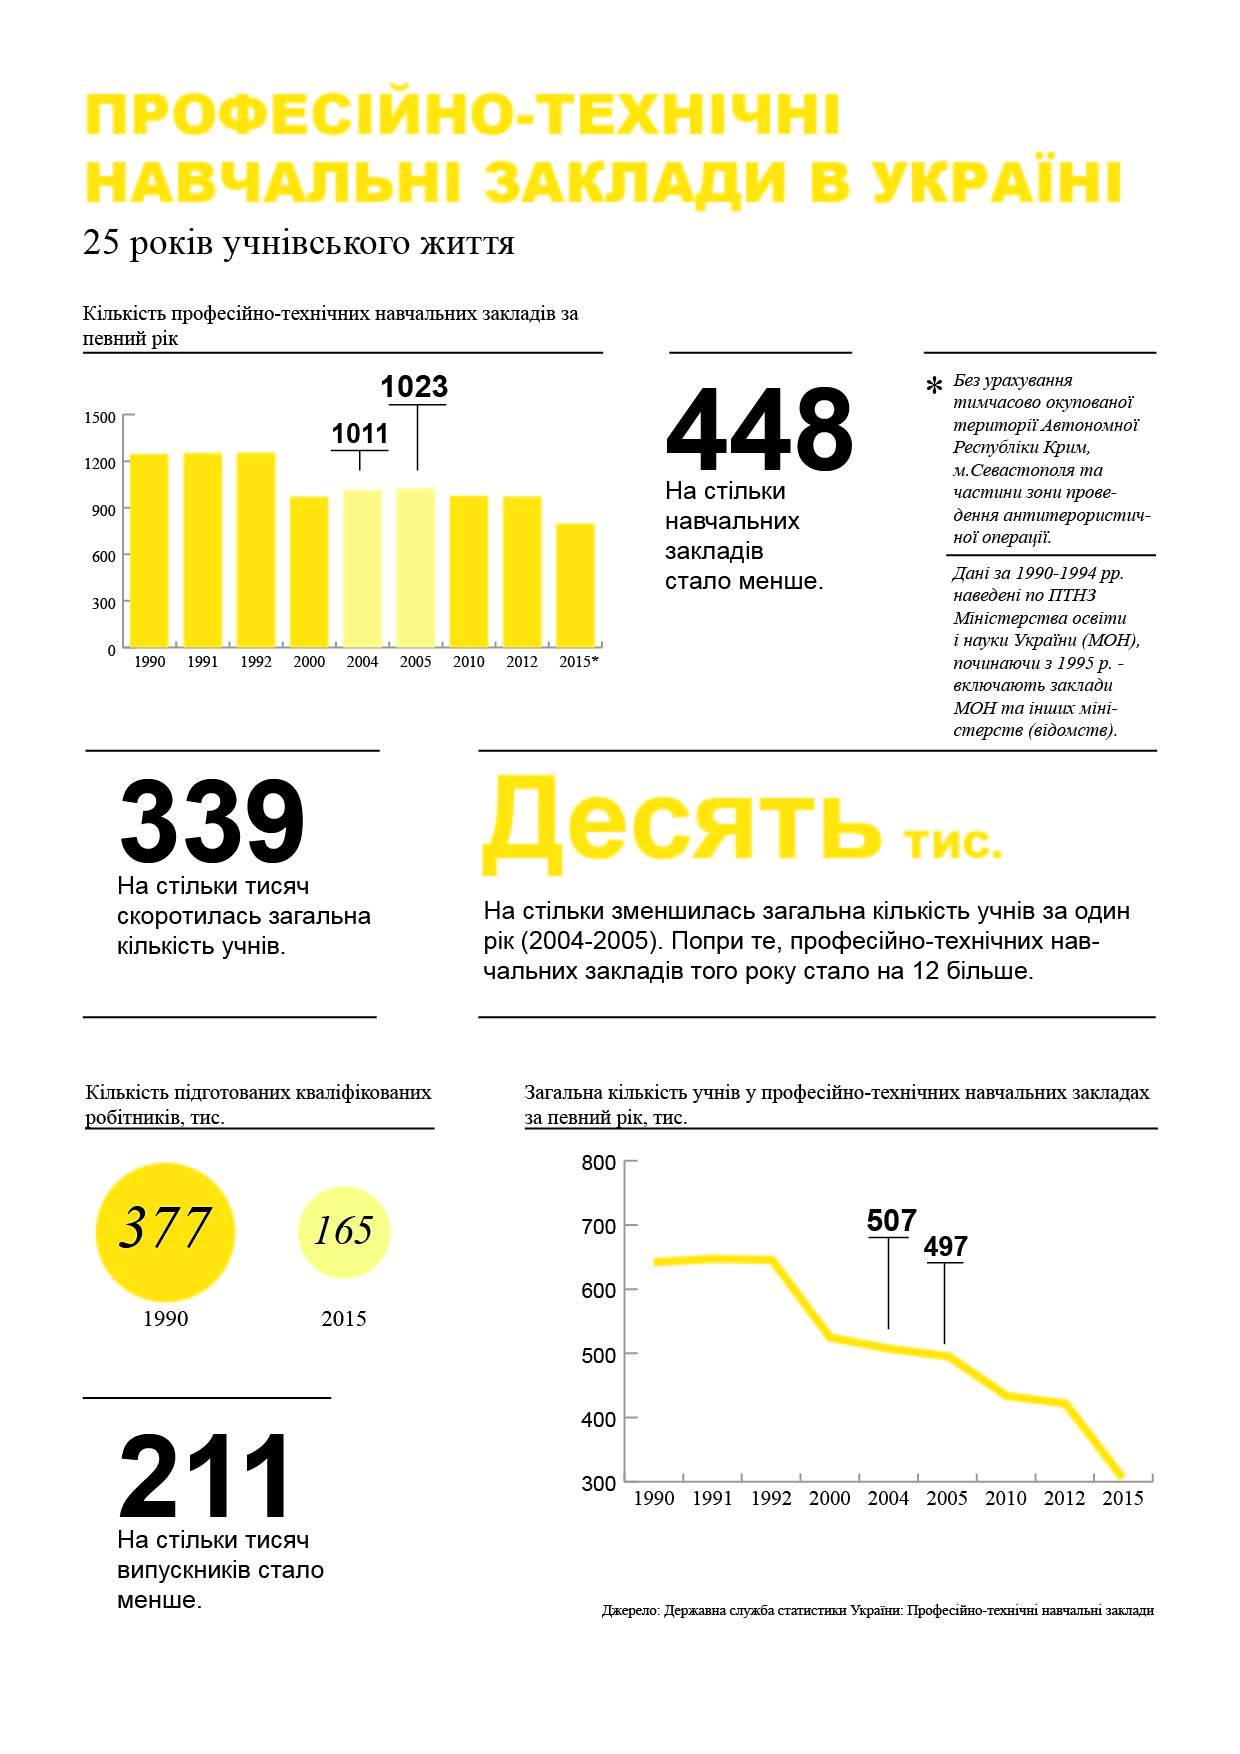 ПРОФЕСІЙНО-ТЕХНІЧНІ
НАВЧАЛЬНІ ЗАКЛАДИ В УКРАЇНІ
25 років учнівського життя
Кількість професійно-технічних навчальних закладів за
певний рік
1023
1011
1500
1200
900
600
300
0
1990 1991 1992 2000 2004 2005 2010 2012 2015*
448
На стільки
навчальних
закладів
стало менше.
* Без урахування
тимчасово окупованої
території Автономної
Республіки Крим,
м.Севастополя та
частини зони прове-
дення антитерористич-
ної операції.
Дані за 1990-1994 рр.
наведені по ПТНЗ
Міністерства освіти
і науки України (МОН),
починаючи з 1995 р. -
включають заклади
МОН та інших міні-
стерств (відомств).
339
На стільки тисяч
скоротилась загальна
кількість учнів.
Десять тис.
На стільки зменшилась загальна кількість учнів за один
рік (2004-2005). Попри те, професійно-технічних нав-
чальних закладів того року стало на 12 більше.
Кількість підготованих кваліфікованих
робітників, тис.
377
165
1990
2015
211
На стільки тисяч
випускників стало
менше.
Загальна кількість учнів у професійно-технічних навчальних закладах
за певний рік, тис.
800
700
600
500
400
300
507
497
1990 1991 1992 2000 2004 2005 2010 2012 2015
Джерело: Державна служба статистики України: Професійно-технічні навчальні заклади